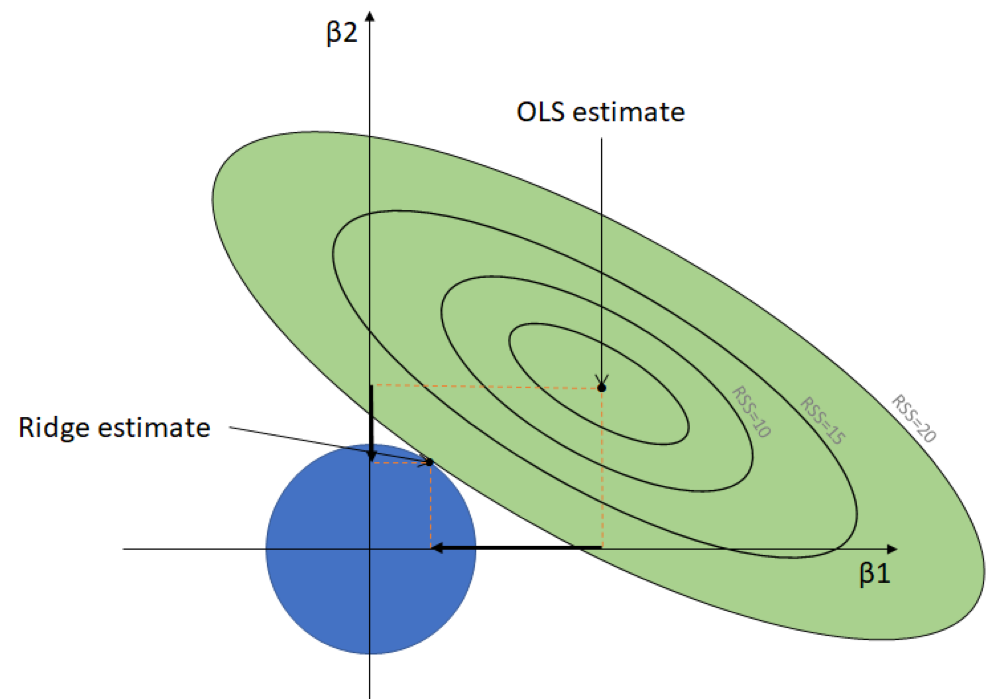 β2
OLS estimate
Ridge estimate
RSS=10
RSS=15
RSS=20
β1